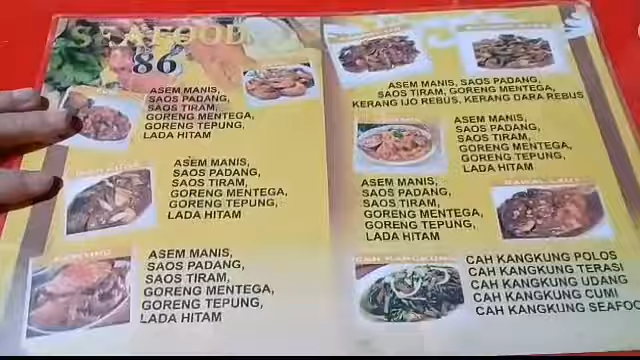 SEAFOOD
86
ASEM MANIS,
SAOS PADANG,
SAOS TIRAM,
GORENG MENTEGA,
GORENG TEPUNG,
LADA HITAM
ASEM MANIS,
SAOS PADANG,
SAOS TIRAM,
GORENG MENTEGA,
GORENG TEPUNG,
LADA HITAM
KEPITING
ASEM MANIS,
SAOS PADANG,
SAOS TIRAM,
GORENG MENTEGA,
GORENG TEPUNG,
LADA HITAM
ASEM MANIS, SAOS PADANG,
SAOS TIRAM, GORENG MENTEGA,
KERANG IJO REBUS, KERANG DARA REBUS
ASEM MANIS,
SAOS PADANG,
SAOS TIRAM,
GORENG MENTEGA,
GORENG TEPUNG,
LADA HITAM
ASEM MANIS,
SAOS PADANG,
SAOS TIRAM,
GORENG MENTEGA,
GORENG TEPUNG,
LADA HITAM
CAH KANGKUNG
CAH KANGKUNG POLOS
CAH KANGKUNG TERASI
CAH KANGKUNG UDANG
CAH KANGKUNG CUMI
CAH KANGKUNG SEAFOO